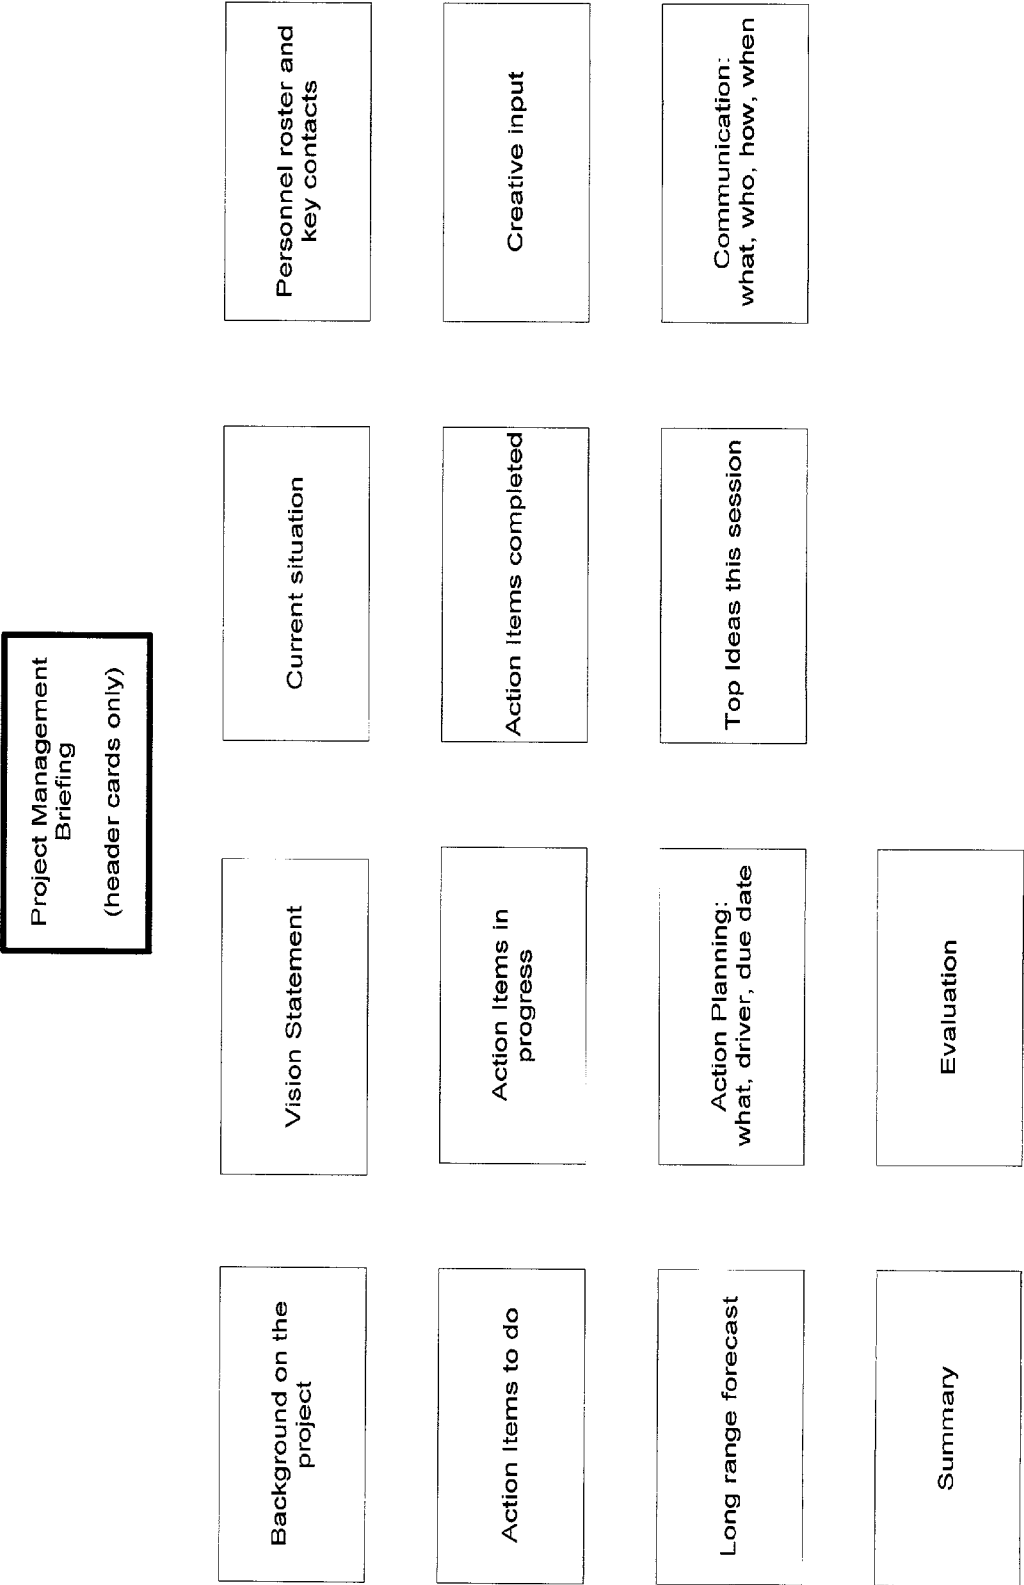 Project Management
Briefing
(header cards only)
Background on the
project
Vision Statement
Current situation
Personnel roster and
key contacts
Action Items to do
Action Items in
progress
Action Items completed
Creative input
Long range forecast
Action Planning:
what, driver, due date
Top Ideas this session
Communication:
what, who, how, when
Summary
Evaluation